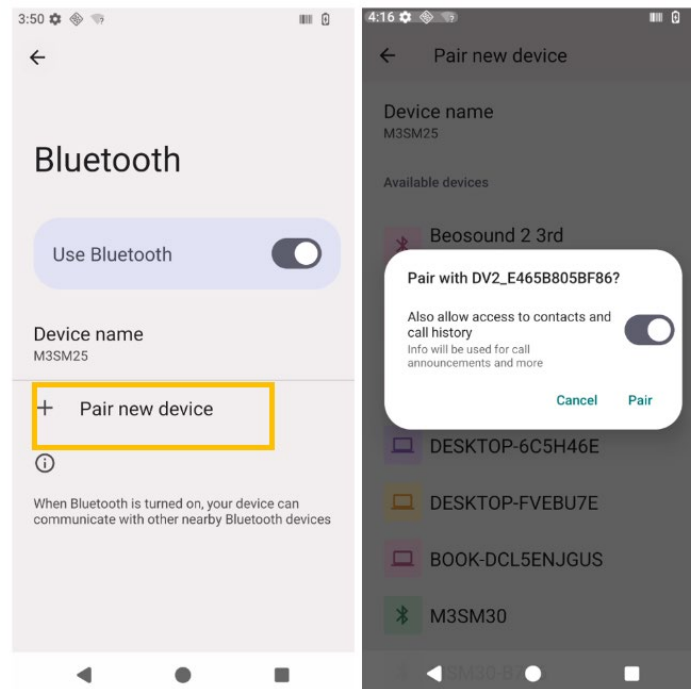 3:50
Bluetooth
Use Bluetooth
Device name
M3SM25
+ Pair new device
When Bluetooth is turned on, your device can
communicate with other nearby Bluetooth devices
4:16
Pair new device
Device name
M3SM25
Available devices
Beosound 2 3rd
Pair with DV2_E465B805BF86?
Also allow access to contacts and
call history
Info will be used for call
announcements and more
Cancel Pair
DESKTOP-6C5H46E
DESKTOP-FVEBU7E
BOOK-DCL5ENJGUS
M3SM30